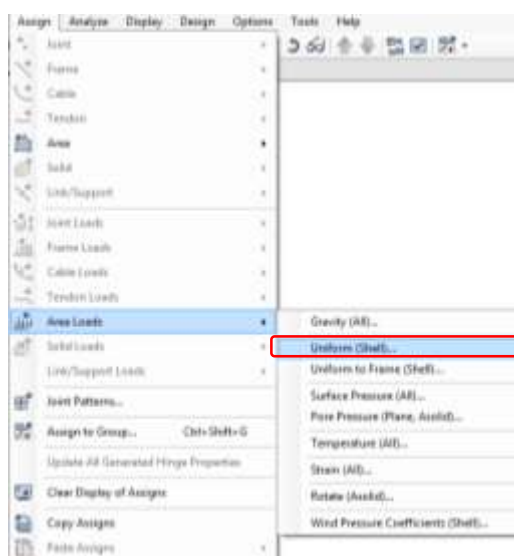 Assign Analyze Display Design Options Tools Help
Joint
Frame
Cable
Tendon
Area
Solid
Link/Support
Joint Loads
Frame Loads
Cable Loads
Tendon Loads
Area Loads
Solid Loads
Link/Support Loads
Joint Patterns...
Assign to Group... Ctrl+Shift+G
Update All Generated Hinge Properties
Clear Display of Assigns
Copy Assigns
Paste Assigns
Gravity (All)...
Uniform (Shell)...
Uniform to Frame (Shell)...
Surface Pressure (All)...
Pore Pressure (Plane, Asolid)...
Temperature (All)...
Strain (All)...
Rotate (Asolid)...
Wind Pressure Coefficients (Shell)...